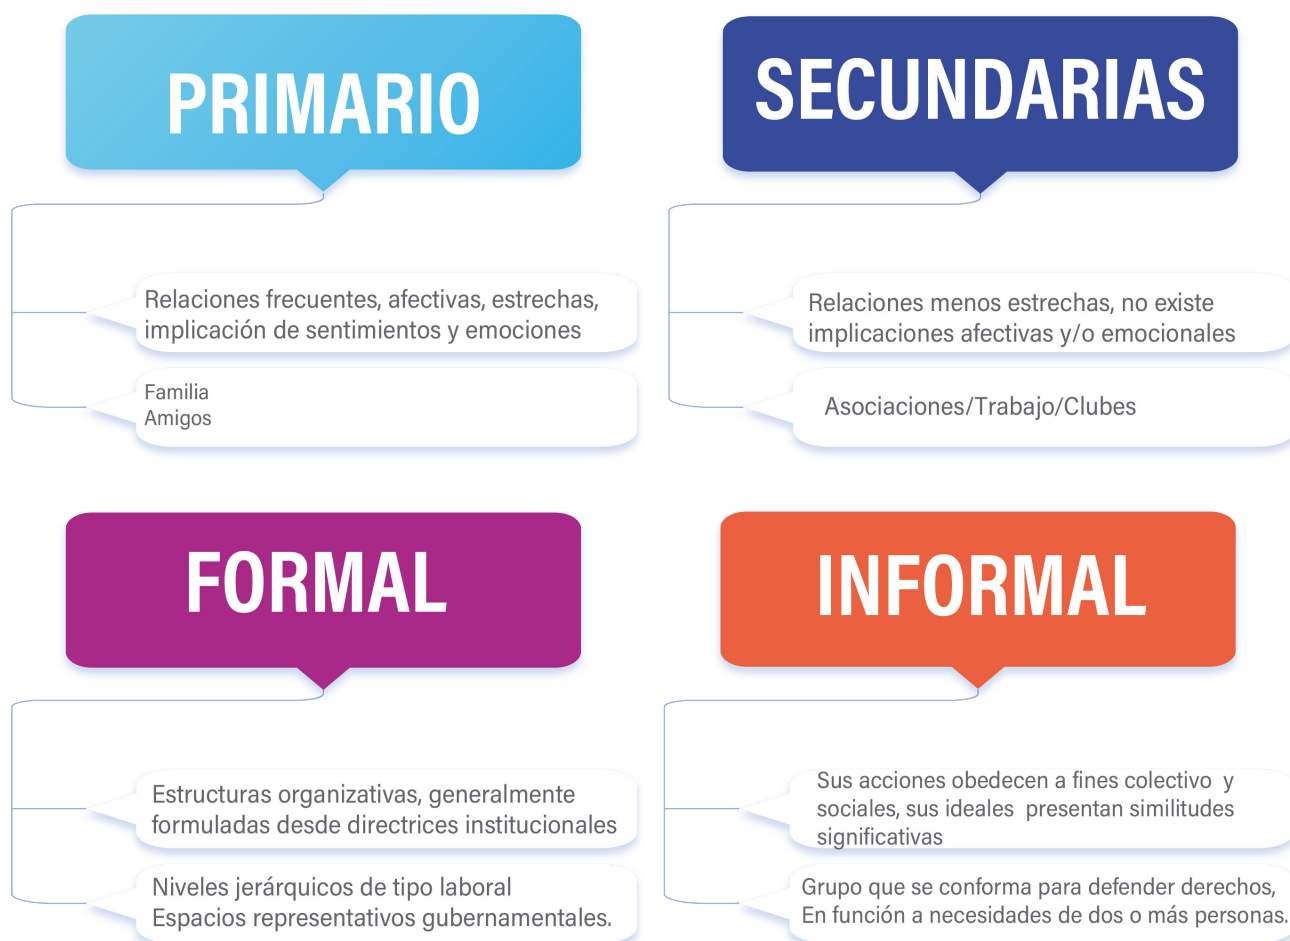 PRIMARIO
Relaciones frecuentes, afectivas, estrechas,
implicación de sentimientos y emociones
Familia
Amigos
SECUNDARIAS
Relaciones menos estrechas, no existe
implicaciones afectivas y/o emocionales
Asociaciones/Trabajo/Clubes
FORMAL
Estructuras organizativas, generalmente
formuladas desde directrices institucionales
Niveles jerárquicos de tipo laboral
Espacios representativos gubernamentales.
INFORMAL
Sus acciones obedecen a fines colectivo y
sociales, sus ideales presentan similitudes
significativas
Grupo que se conforma para defender derechos,
En función a necesidades de dos o más personas.